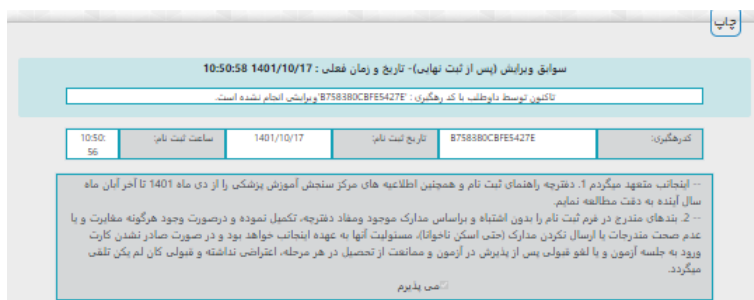 چاپ
سوابق ویرایش (پس از ثبت نهایی)- تاریخ و زمان فعلی : 1401/10/17 10:50:58
تاکنون توسط داوطلب با کد رهگیری : 'B758380CBFE5427E'ویرایشی انجام نشده است.
کدرهگیری: B758380CBFE5427E تاریخ ثبت نام: 1401/10/17 ساعت ثبت نام: 10:50:
56
-- اینجانب متعهد میگردم 1. دفترچه راهنمای ثبت نام و همچنین اطلاعیه های مرکز سنجش آموزش پزشکی را از دی ماه 1401 تا آخر آبان ماه
سال آینده به دقت مطالعه نمایم.
-- 2. بندهای مندرج در فرم ثبت نام را بدون اشتباه و براساس مدارک موجود ومفاد دفترچه، تکمیل نموده و درصورت وجود هرگونه مغایرت و یا
عدم صحت مندرجات یا ارسال نکردن مدارک (حتی اسکن ناخوانا)، مسئولیت آنها به عهده اینجانب خواهد بود و در صورت صادر نشدن کارت
ورود به جلسه آزمون و یا لغو قبولی پس از پذیرش در آزمون و ممانعت از تحصیل در هر مرحله، اعتراضی نداشته و قبولی کان لم یکن تلقی
میگردد.
می پذیرم